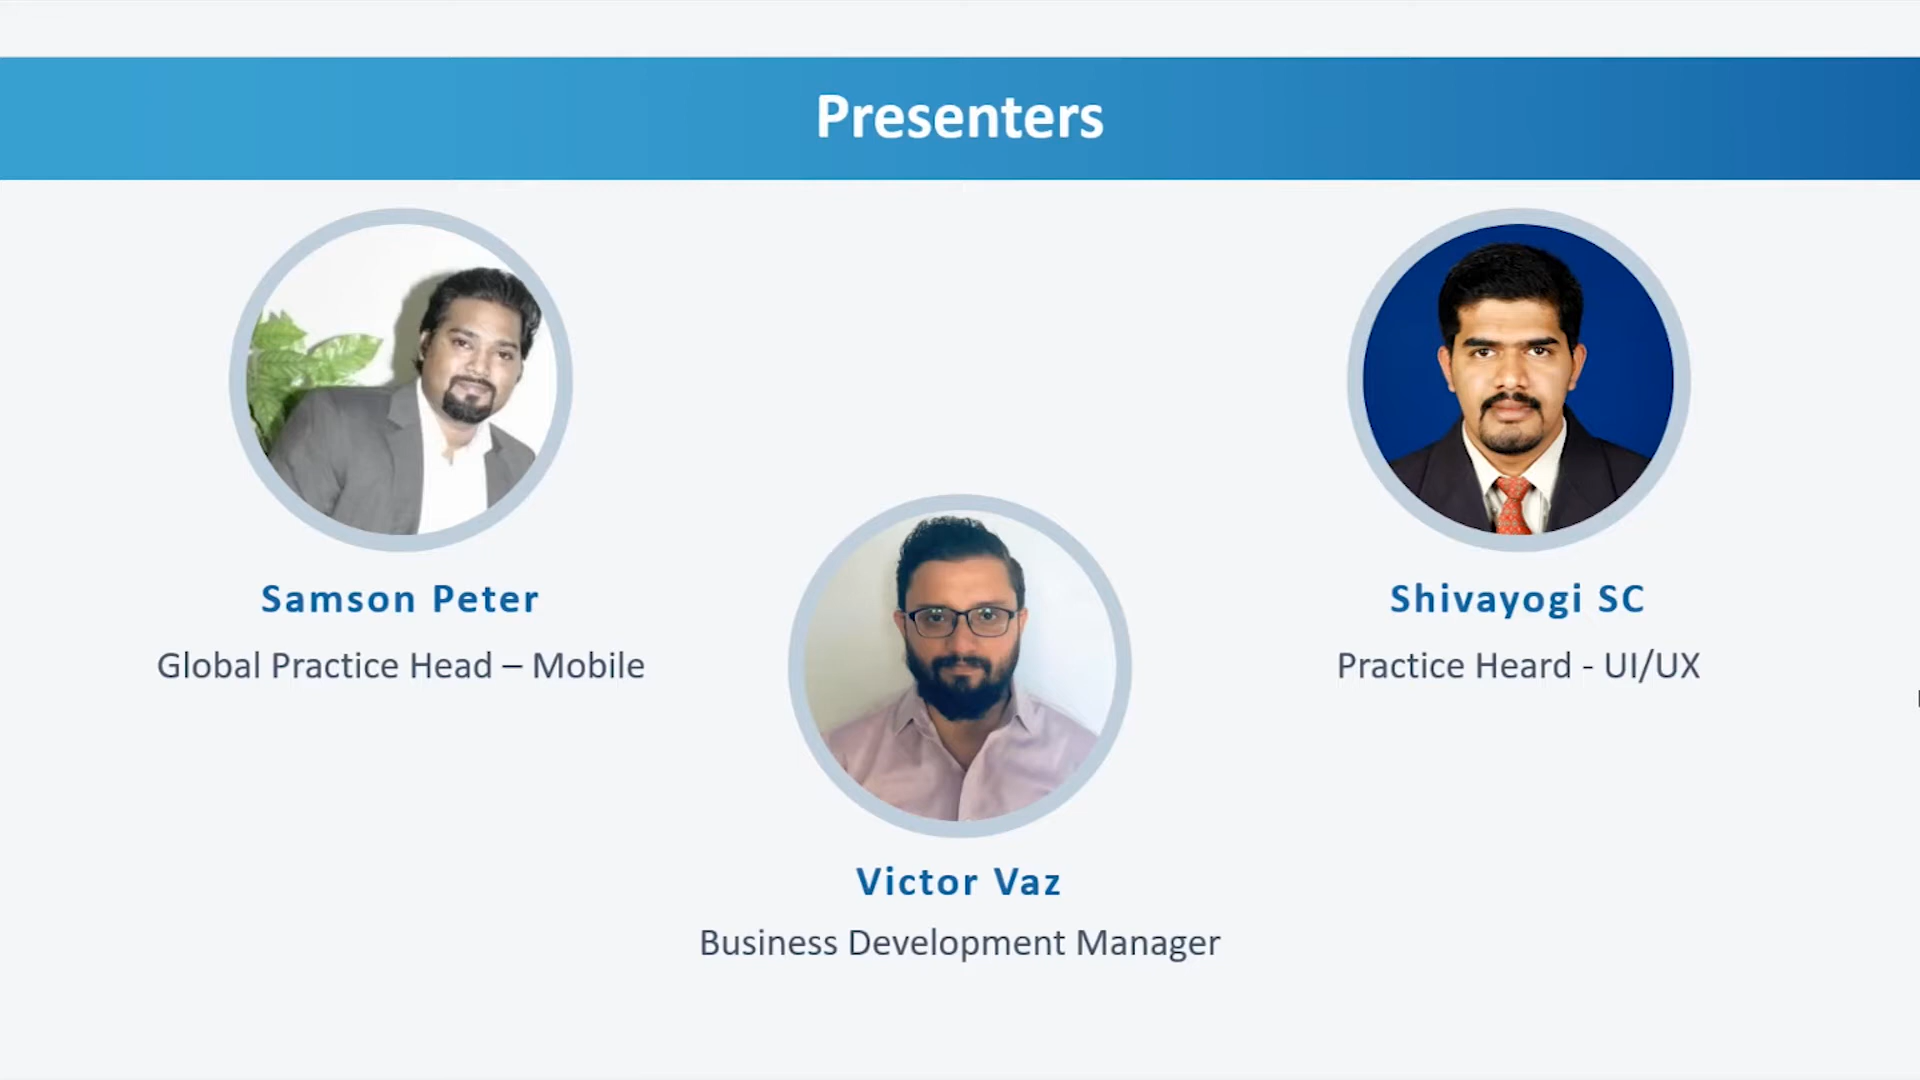 Presenters
Samson Peter
Global Practice Head – Mobile
Shivayogi SC
Practice Heard - UI/UX
Victor Vaz
Business Development Manager